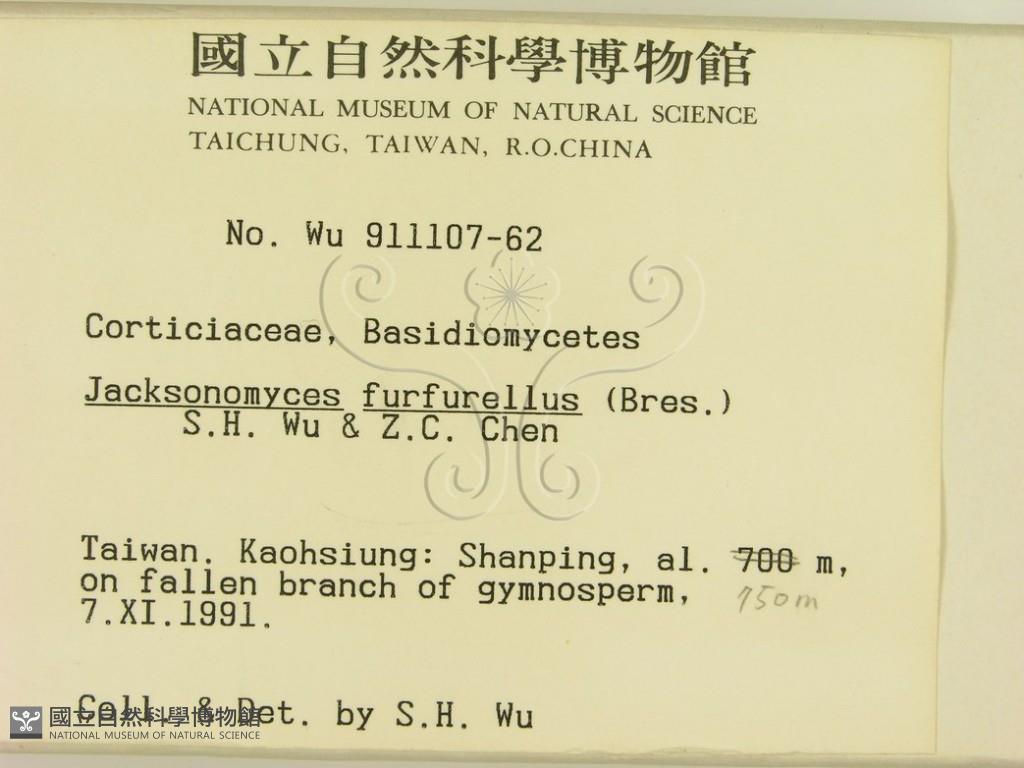 國立自然科學博物館
NATIONAL MUSEUM OF NATURAL SCIENCE
TAICHUNG, TAIWAN, R.O.CHINA
No. Wu 911107-62
Corticiaceae, Basidiomycetes
Jacksonomyces furfurellus (Bres.)
S.H. Wu & Z.C. Chen
Taiwan. Kaohsiung: Shanping, al. 700 m,
on fallen branch of gymnosperm, 750m
7.XI.1991.
Coll. & Det. by S.H. Wu
國立自然科學博物館
NATIONAL MUSEUM OF NATURAL SCIENCE